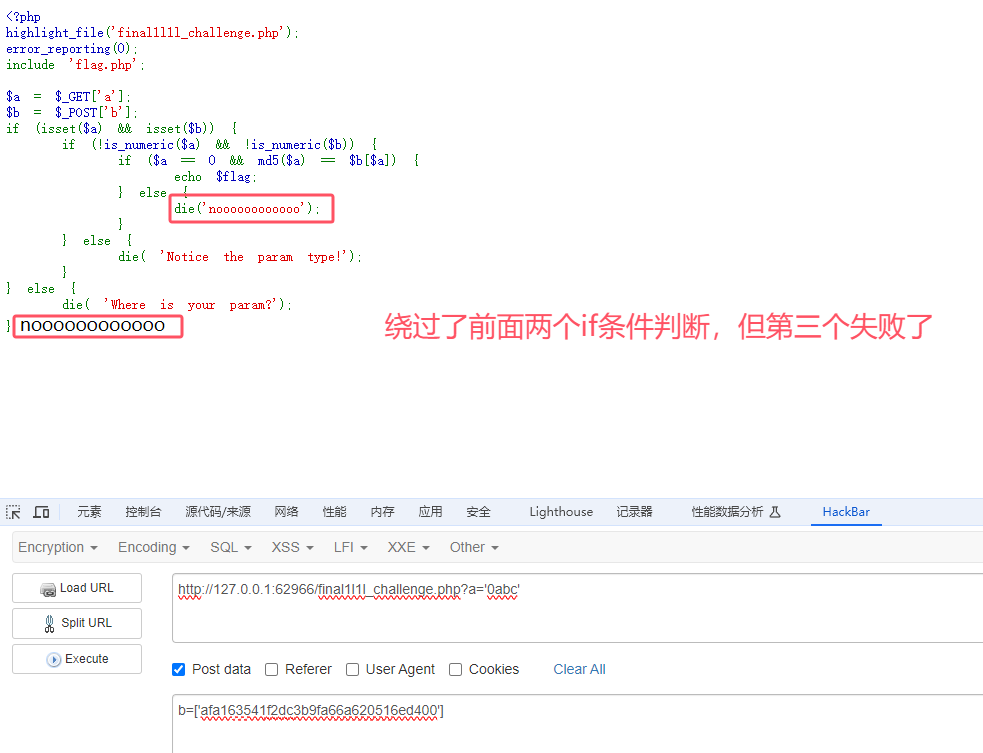 <?php
highlight_file('final1l1l_challenge.php');
error_reporting(0);
include 'flag.php';
$a = $_GET['a'];
$b = $_POST['b'];
if (isset($a) && isset($b)) {
if (!is_numeric($a) && !is_numeric($b)) {
if ($a == 0 && md5($a) == $b[$a]) {
echo $flag;
} else {
die('noooooooooooo');
}
} else {
die( 'Notice the param type!');
}
} else {
die( 'Where is your param?');
} noooooooooooo
绕过了前面两个if条件判断，但第三个失败了
元素 控制台 源代码/来源 网络 性能 内存 应用 安全 Lighthouse 记录器 性能数据分析 HackBar
Encryption Encoding SQL XSS LFI XXE Other
Load URL
http://127.0.0.1:62966/final1l1l_challenge.php?a='0abc'
Split URL
Execute
Post data Referer User Agent Cookies Clear All
b=['afa163541f2dc3b9fa66a620516ed400']